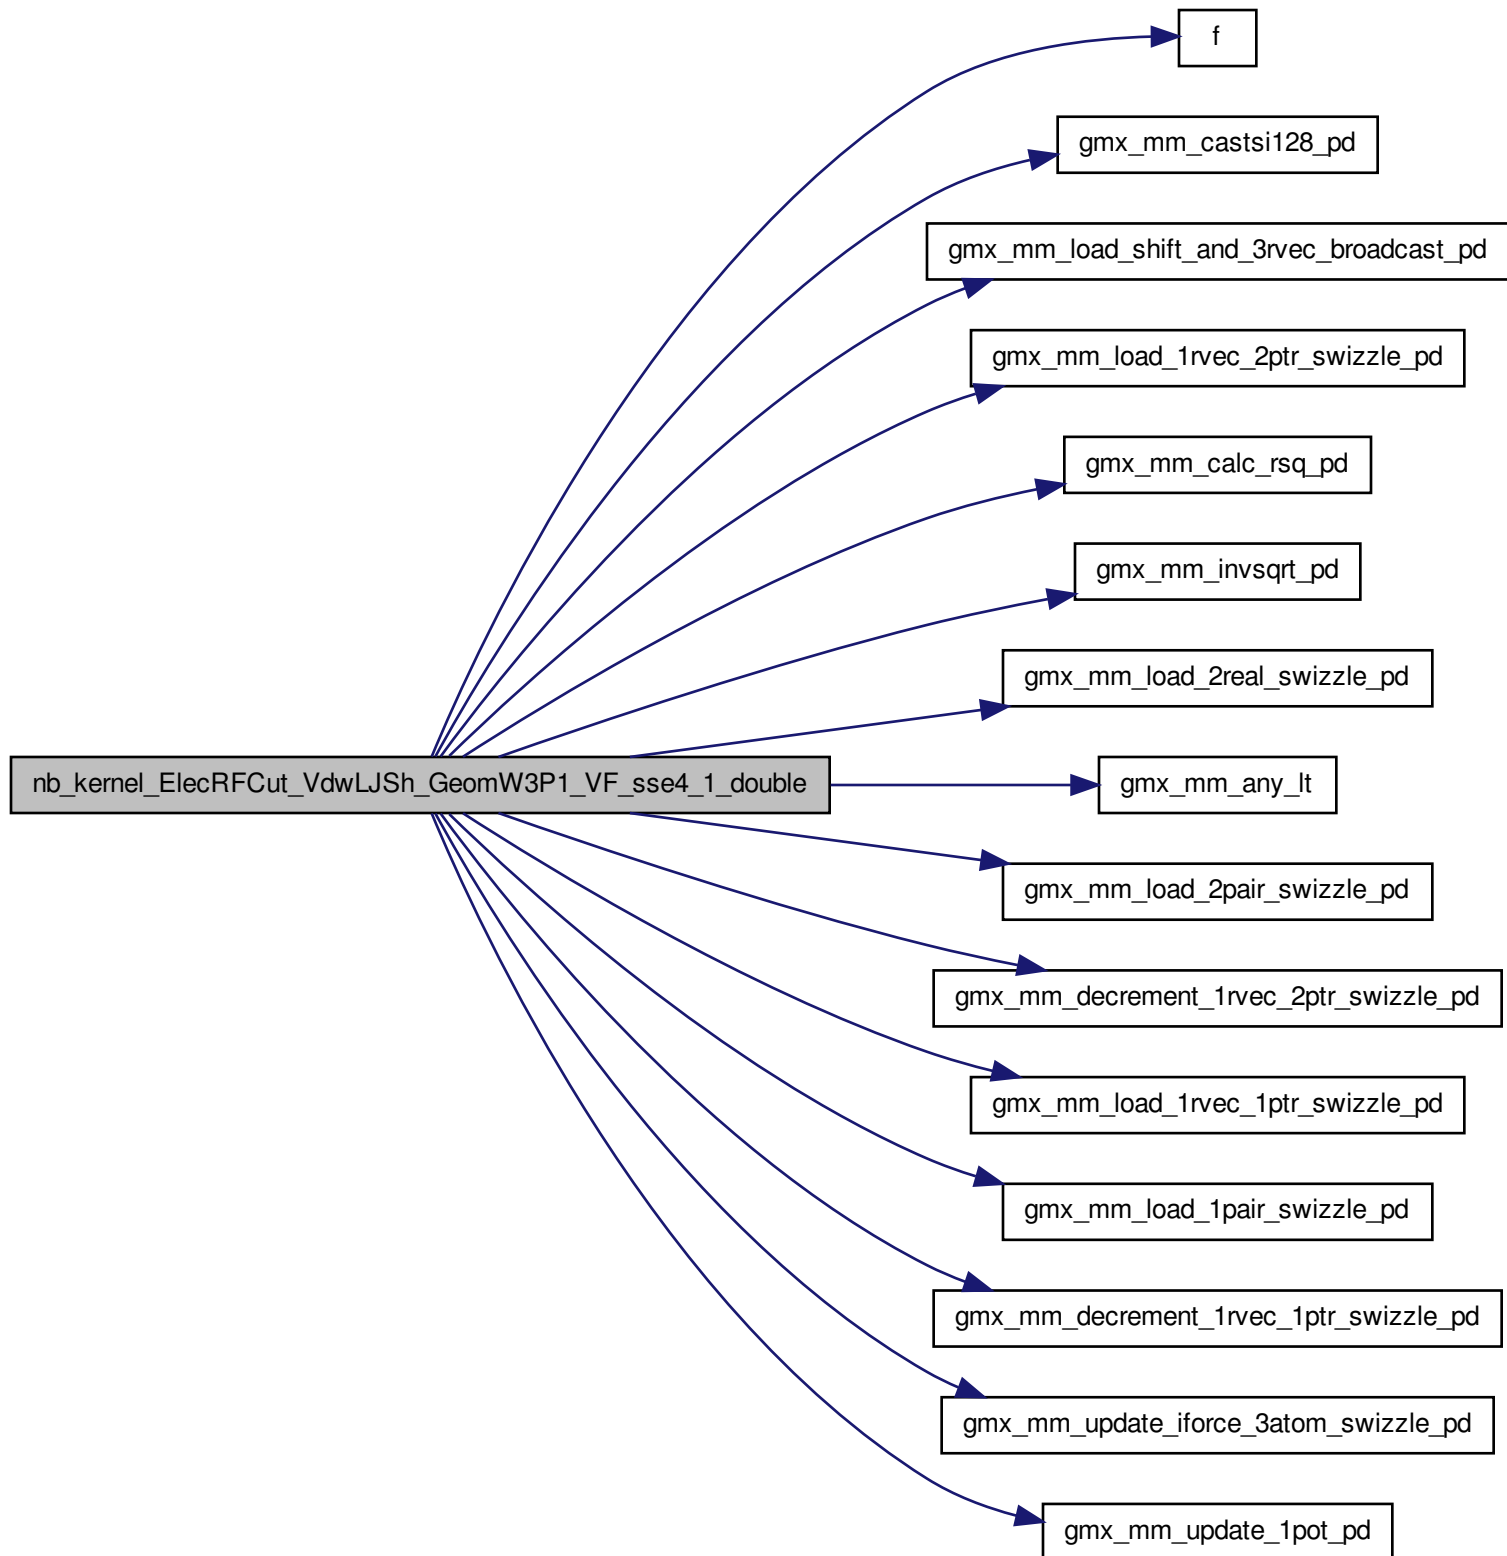 f
gmx_mm_castsi128_pd
gmx_mm_load_shift_and_3rvec_broadcast_pd
gmx_mm_load_1rvec_2ptr_swizzle_pd
gmx_mm_calc_rsq_pd
gmx_mm_invsqrt_pd
gmx_mm_load_2real_swizzle_pd
nb_kernel_ElecRFCut_VdwLJSh_GeomW3P1_VF_sse4_1_double
gmx_mm_any_lt
gmx_mm_load_2pair_swizzle_pd
gmx_mm_decrement_1rvec_2ptr_swizzle_pd
gmx_mm_load_1rvec_1ptr_swizzle_pd
gmx_mm_load_1pair_swizzle_pd
gmx_mm_decrement_1rvec_1ptr_swizzle_pd
gmx_mm_update_iforce_3atom_swizzle_pd
gmx_mm_update_1pot_pd